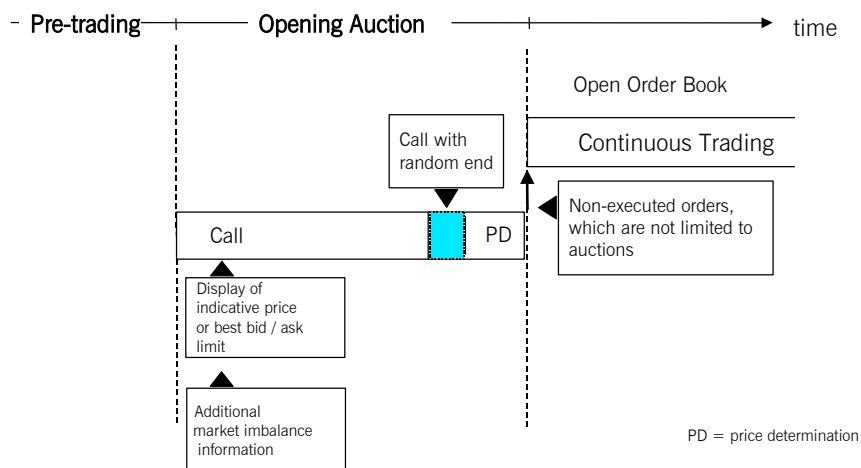 Pre-trading
Opening Auction
time
Open Order Book
Continuous Trading
Call with
random end
Call
PD
Non-executed orders,
which are not limited to
auctions
Display of
indicative price
or best bid / ask
limit
Additional
market imbalance
information
PD = price determination